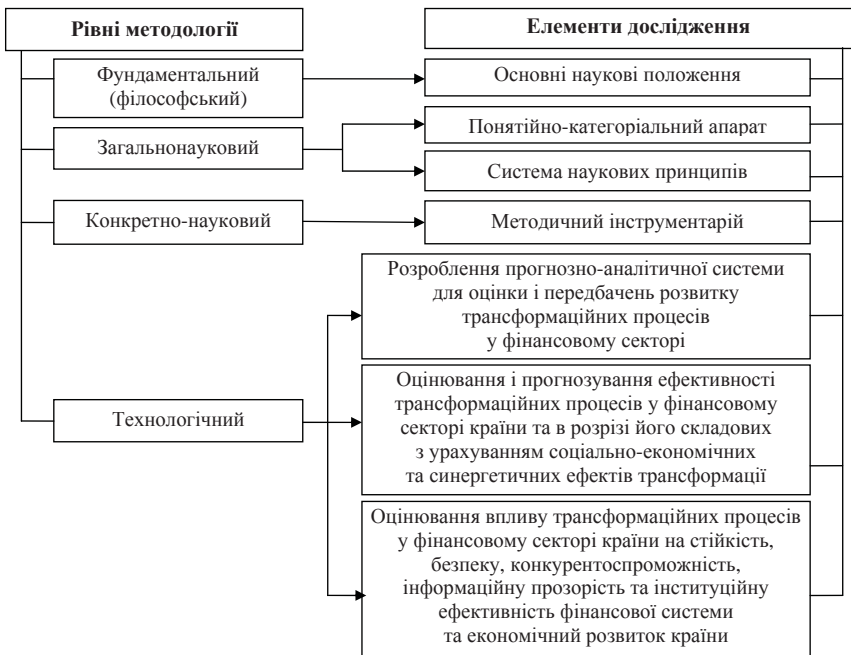 Рівні методології
Елементи дослідження
Фундаментальний
(філософський)
Основні наукові положення
Понятійно-категоріальний апарат
Загальнонауковий
Система наукових принципів
Конкретно-науковий
Методичний інструментарій
Розроблення прогнозно-аналітичної системи
для оцінки і передбачень розвитку
трансформаційних процесів
у фінансовому секторі
Технологічний
Оцінювання і прогнозування ефективності
трансформаційних процесів у фінансовому
секторі країни та в розрізі його складових
з урахуванням соціально-економічних
та синергетичних ефектів трансформації
Оцінювання впливу трансформаційних процесів
у фінансовому секторі країни на стійкість,
безпеку, конкурентоспроможність,
інформаційну прозорість та інституційну
ефективність фінансової системи
та економічний розвиток країни